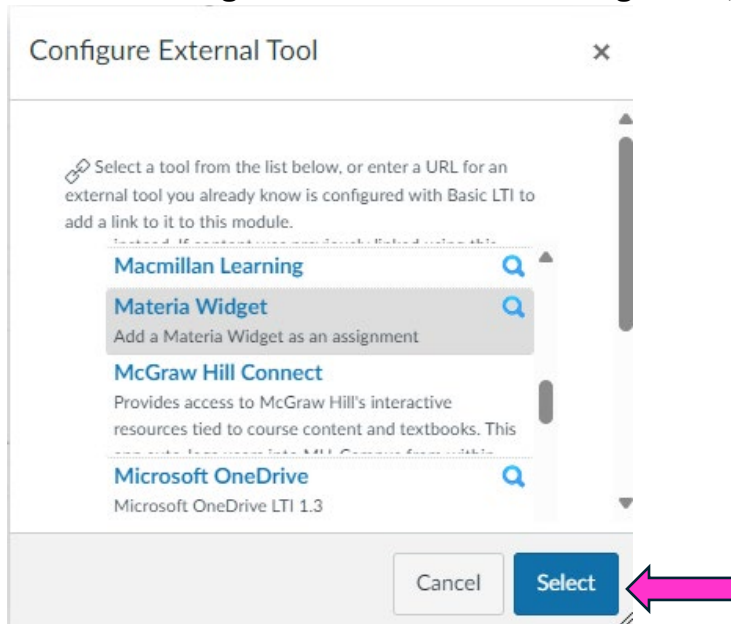 Configure External Tool
Select a tool from the list below, or enter a URL for an
external tool you already know is configured with Basic LTI to
add a link to it to this module.
Macmillan Learning
Materia Widget
Add a Materia Widget as an assignment
McGraw Hill Connect
Provides access to McGraw Hill's interactive
resources tied to course content and textbooks. This
Microsoft OneDrive
Microsoft OneDrive LTI 1.3
Cancel
Select